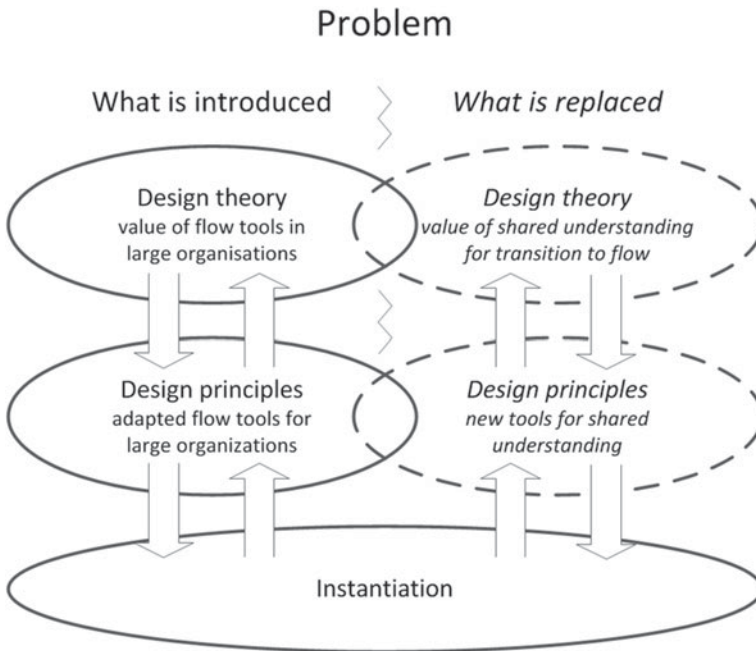 Problem
What is introduced
What is replaced
Design theory
value of flow tools in
large organisations
Design theory
value of shared understanding
for transition to flow
Design principles
adapted flow tools for
large organizations
Design principles
new tools for shared
understanding
Instantiation